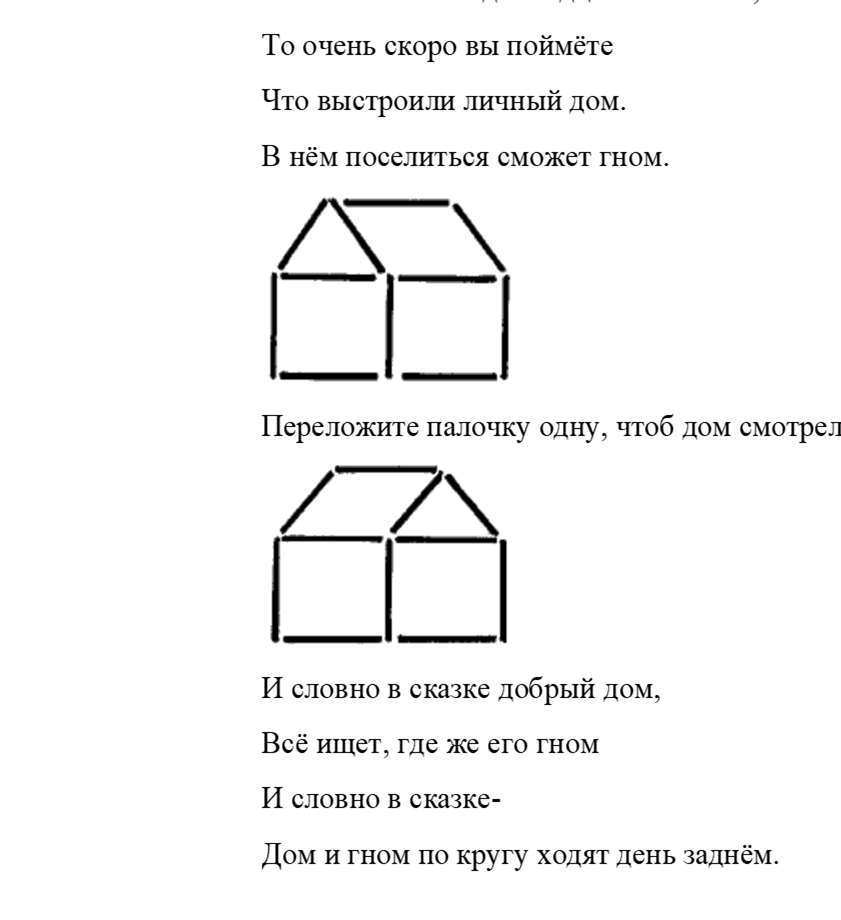 То очень скоро вы поймёте
Что выстроили личный дом.
В нём поселиться сможет гном.
Переложите палочку одну, чтоб дом смотрел
И словно в сказке добрый дом,
Всё ищет, где же его гном
И словно в сказке-
Дом и гном по кругу ходят день заднём.